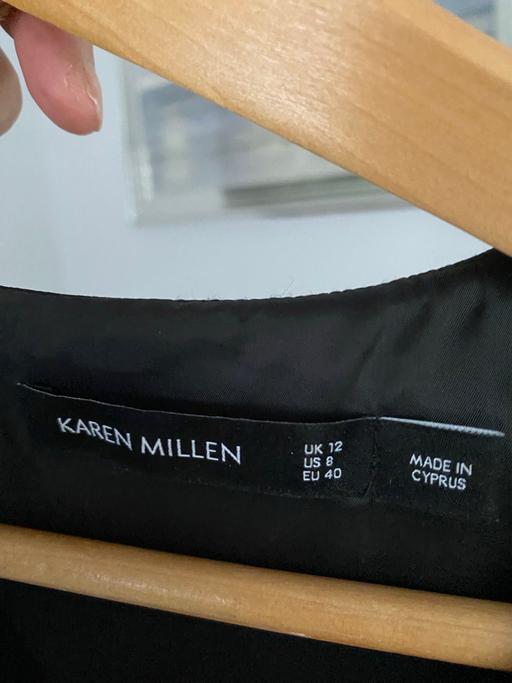 KAREN MILLEN
UK 12
US 8
EU 40
MADE IN
CYPRUS